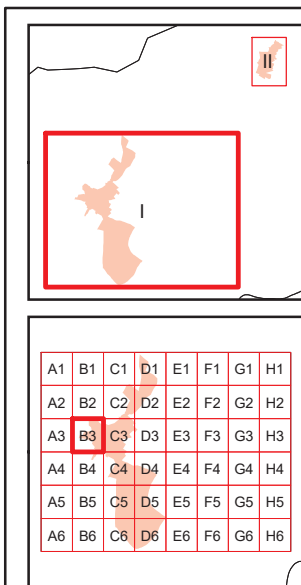 II
I
A1 B1 C1 D1 E1 F1 G1 H1
A2 B2 C2 D2 E2 F2 G2 H2
A3 B3 C3 D3 E3 F3 G3 H3
A4 B4 C4 D4 E4 F4 G4 H4
A5 B5 C5 D5 E5 F5 G5 H5
A6 B6 C6 D6 E6 F6 G6 H6